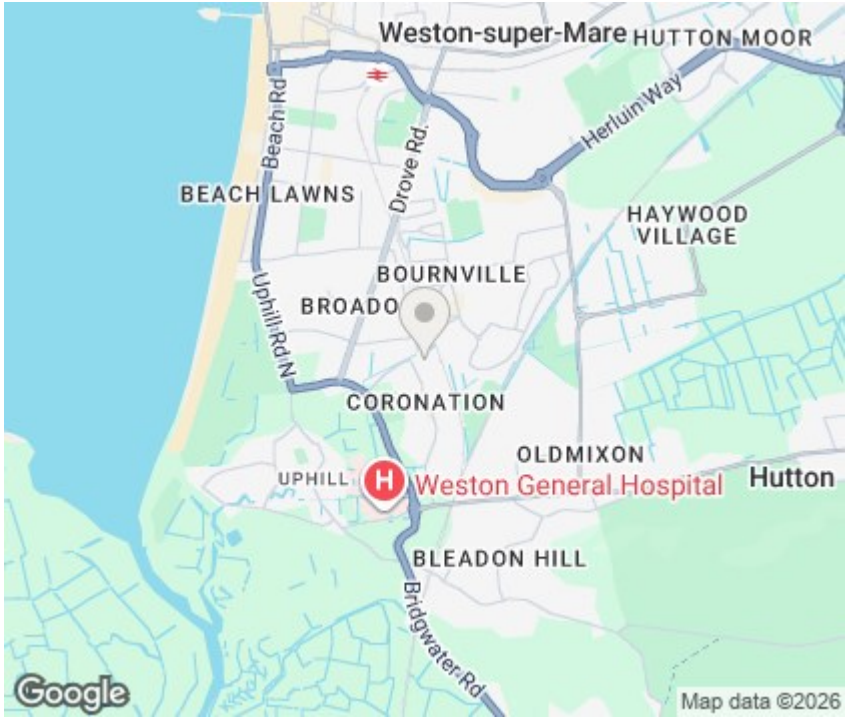 Weston-super-Mare
HUTTON MOOR
Beach Rd
Herluin Way
Drove Rd.
BEACH LAWNS
HAYWOOD
VILLAGE
BOURNVILLE
Uphill Rd N
BROADO
CORONATION
OLDMIXON
UPHILL
H
Weston General Hospital
Hutton
BLEADON HILL
Bridgwater Rd
Google
Map data ©2026